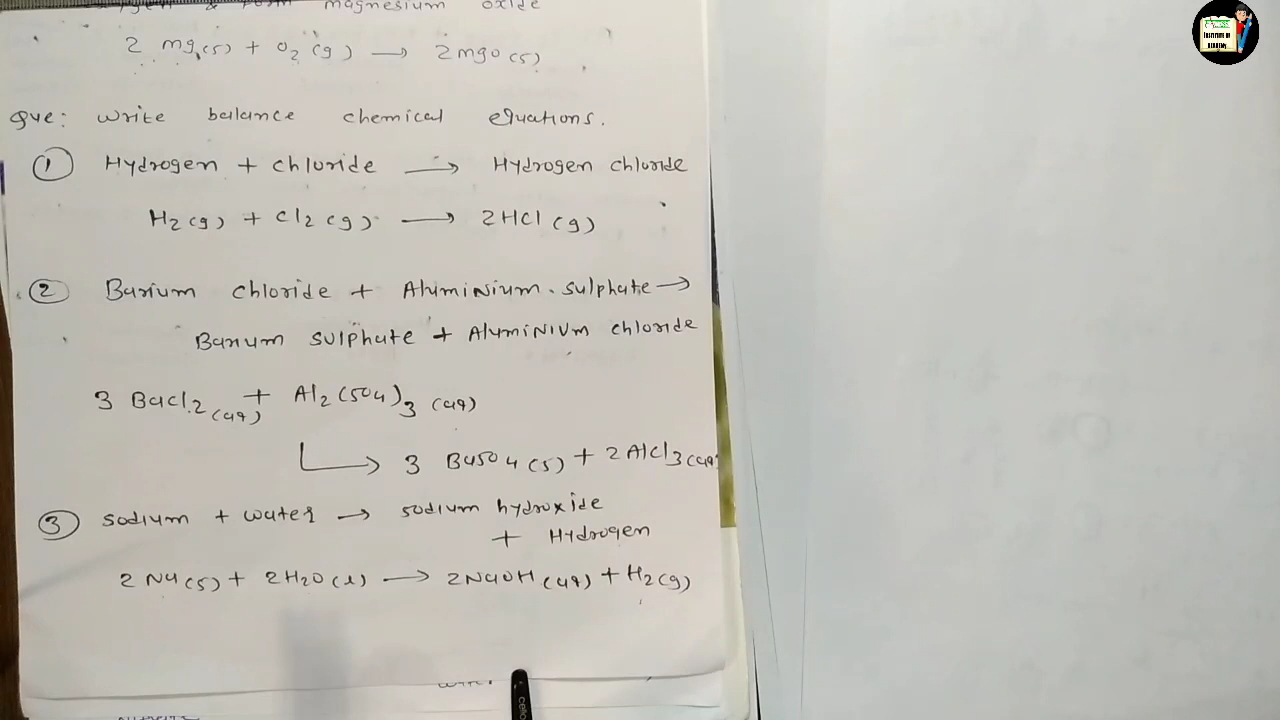 magnesium oxide
2 Mg(s) + O2 (g) → 2MgO(s)
Que: Write balance chemical equations.
① Hydrogen + chloride → Hydrogen chloride
H2(g) + Cl2(g) → 2HCl(g)
② Barium chloride + Aluminium sulphate →
Barium sulphate + Aluminium chloride
3 BaCl2(aq) + Al2(SO4)3 (aq)
→ 3 BaSO4(s) + 2AlCl3(aq
③ sodium + water → sodium hydroxide
+ Hydrogen
2Na(s) + 2H2O(l) → 2NaOH(aq) + H2(g)
cello